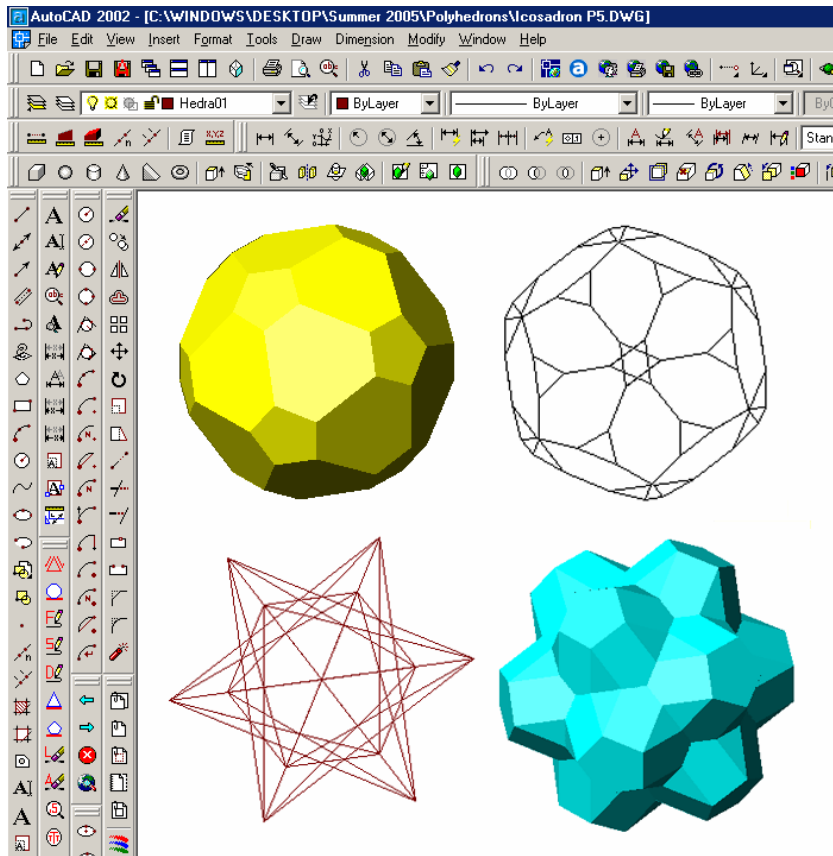 AutoCAD 2002 - [C:\WINDOWS\DESKTOP\Summer 2005\Polyhedrons\Icosadron P5.DWG]
File Edit View Insert Format Tools Draw Dimension Modify Window Help
Hedra01 ByLayer ByLayer ByLayer ByC
X,Y,Z Stan